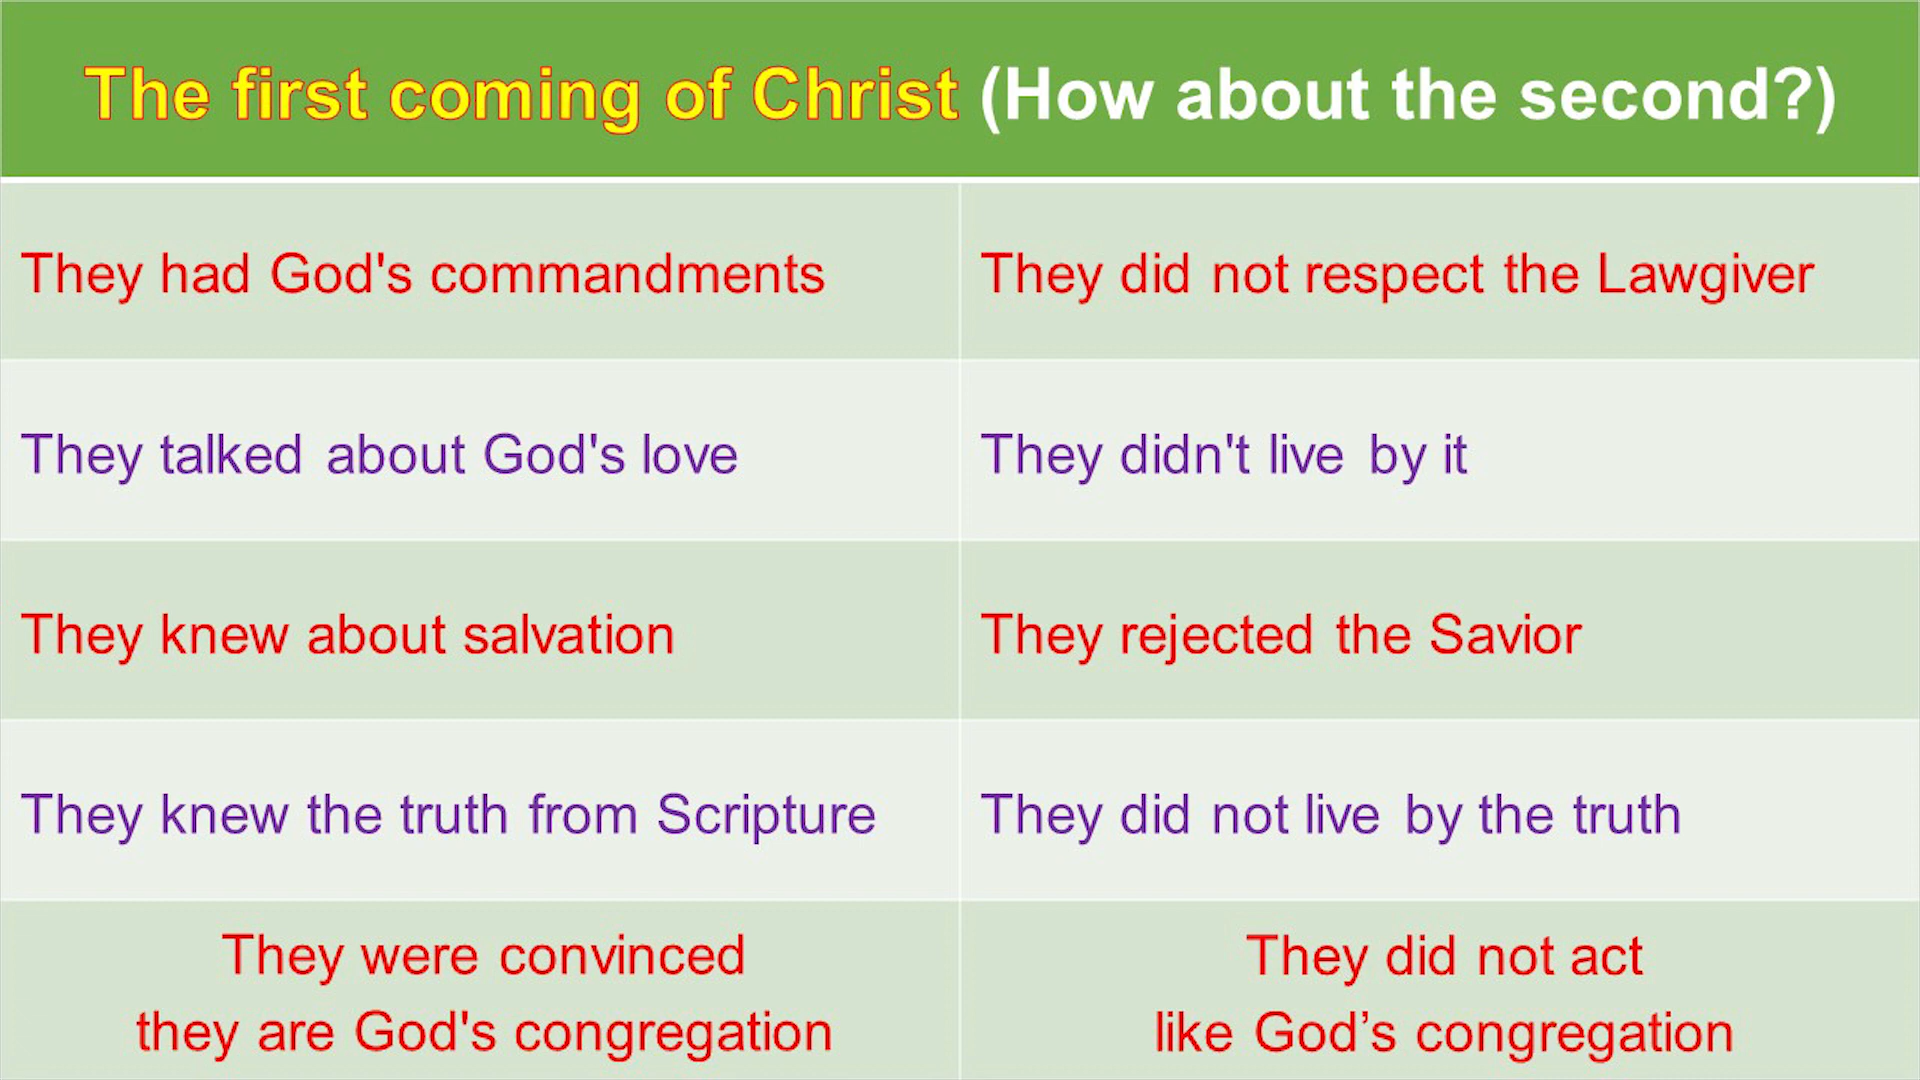 The first coming of Christ (How about the second?)
They had God's commandments
They did not respect the Lawgiver
They talked about God's love
They didn't live by it
They knew about salvation
They rejected the Savior
They knew the truth from Scripture
They did not live by the truth
They were convinced
they are God's congregation
They did not act
like God’s congregation